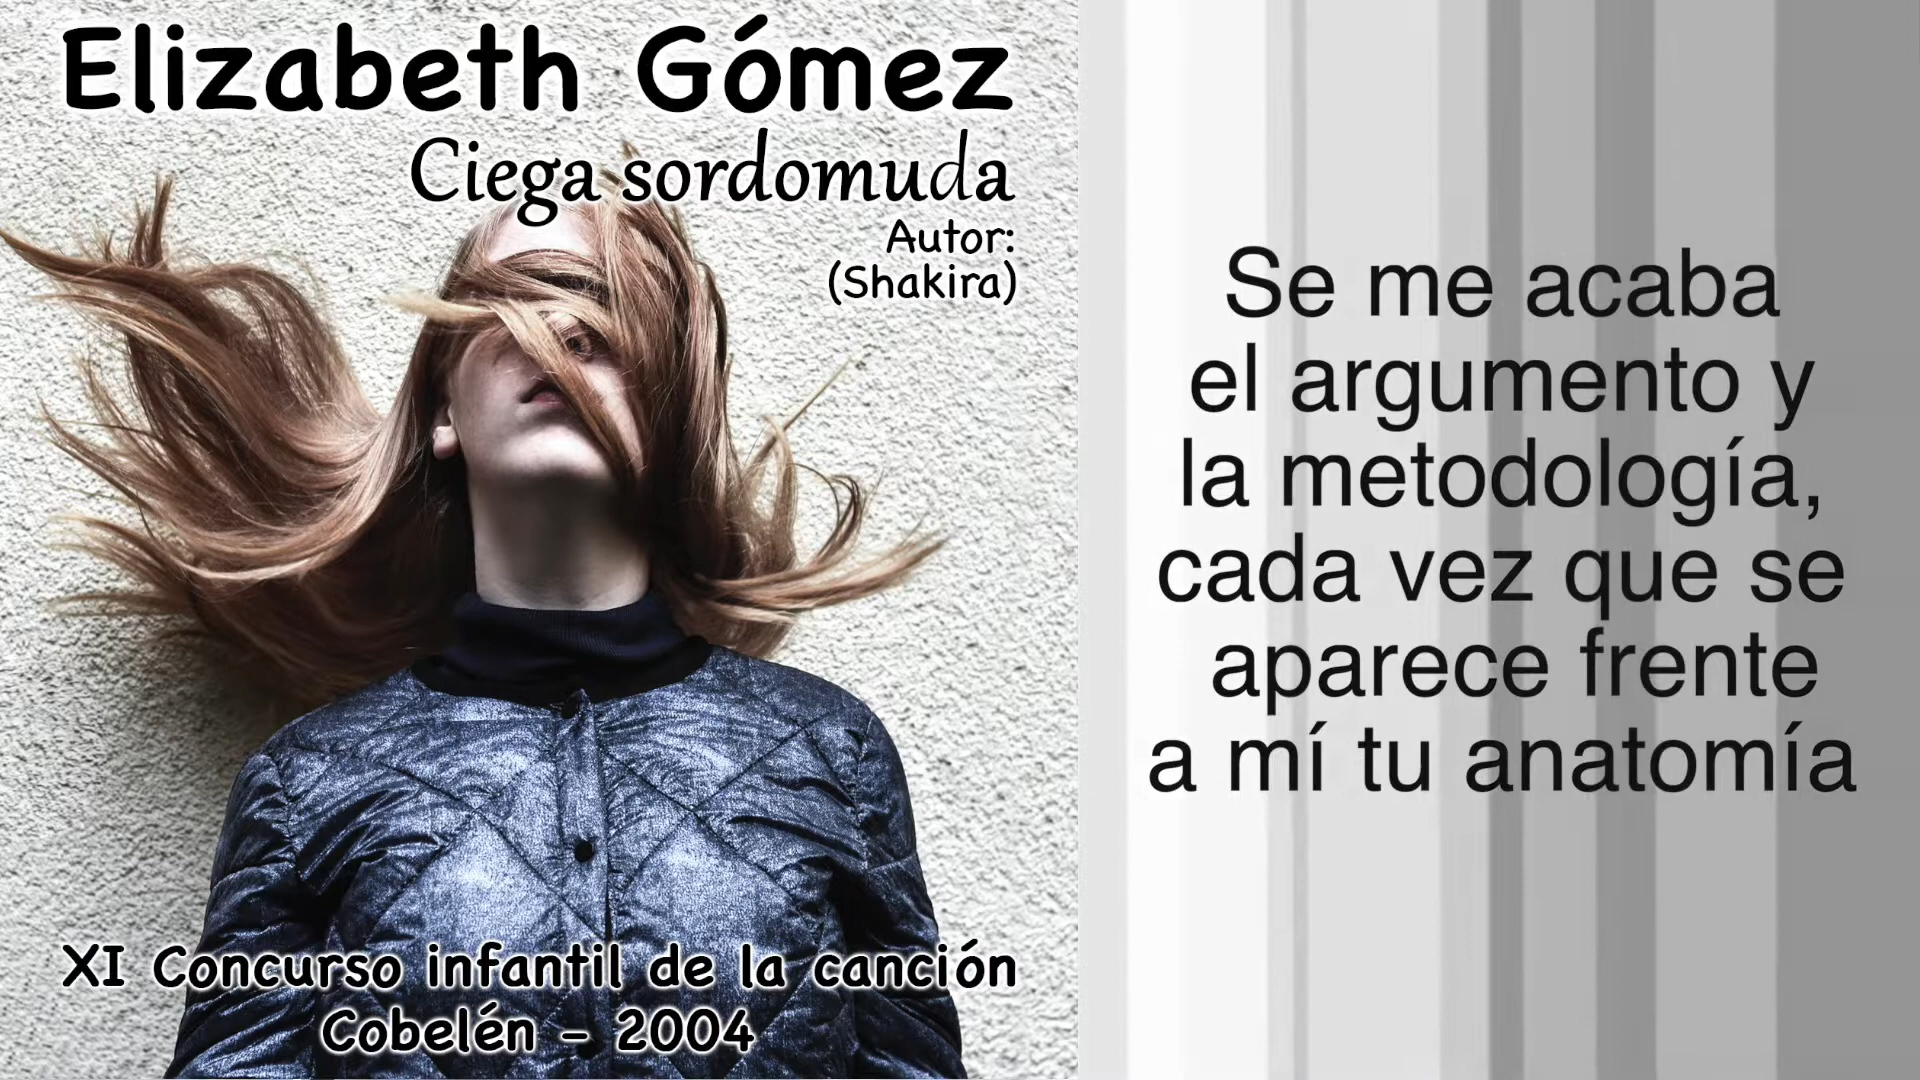 Elizabeth Gómez
Ciega sordomuda
Autor:
(Shakira)
XI Concurso infantil de la canción
Cobelén - 2004
Se me acaba
el argumento y
la metodología,
cada vez que se
aparece frente
a mí tu anatomía